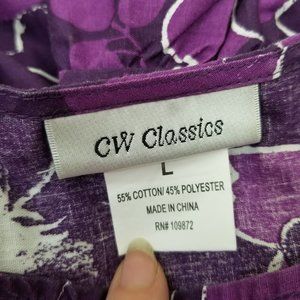 CW Classics
L
55% COTTON/ 45% POLYESTER
MADE IN CHINA
RN# 109872